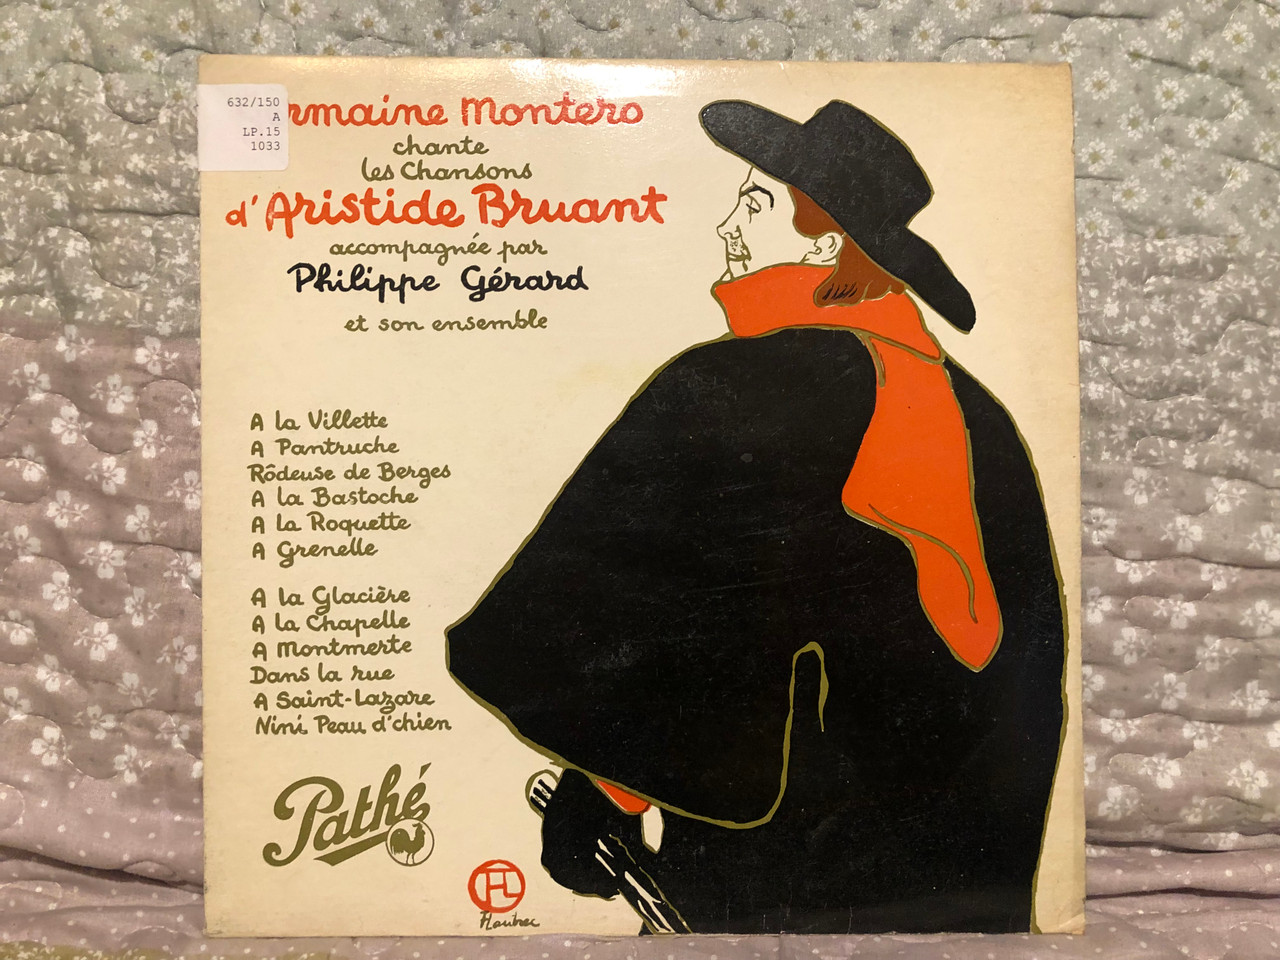 632/150
A
LP.15
1033
rmaine Montero
chante
les Chansons
d'Aristide Bruant
accompagnée par
Philippe Gérard
et son ensemble
A la Villette
A Pantruche
Rôdeuse de Berges
A la Bastoche
A la Roquette
A Grenelle
A la Glacière
A la Chapelle
A Montmerte
Dans la rue
A Saint-Lazare
Nini Peau d'chien
Pathé
HTL
HLautrec